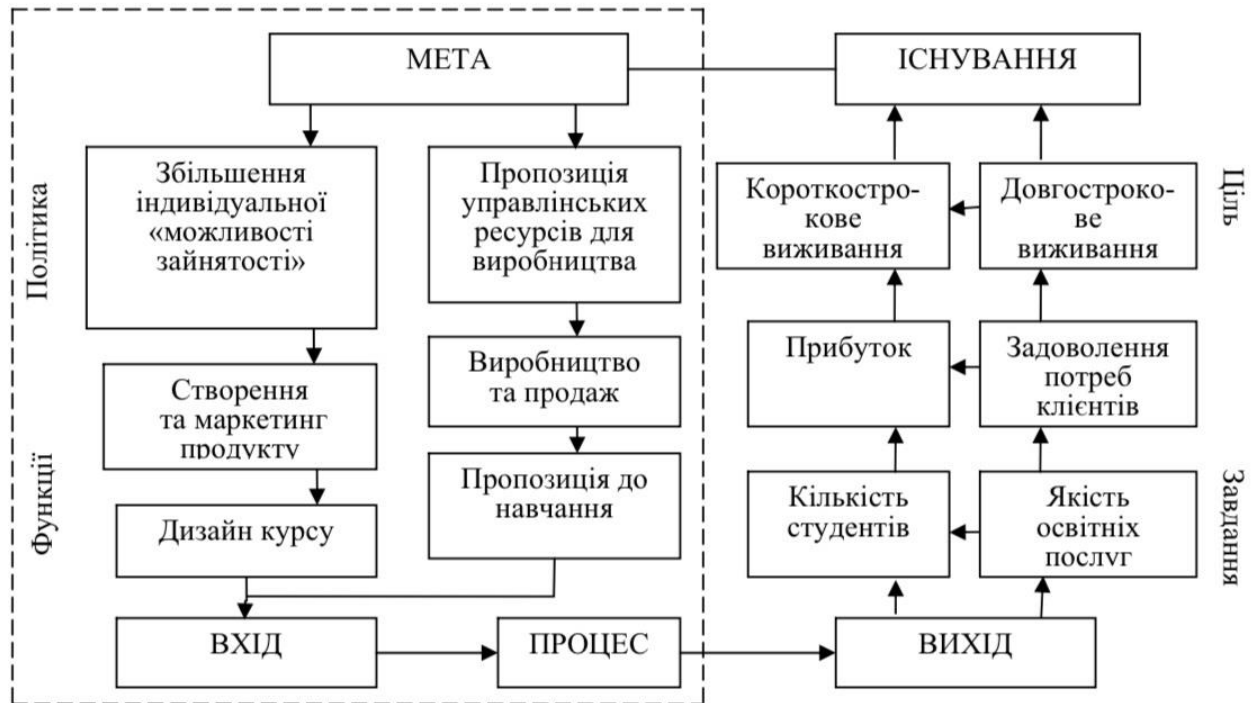 МЕТА
ІСНУВАННЯ
Політика
Збільшення
індивідуальної
«можливості
зайнятості»
Пропозиція
управлінських
ресурсів для
виробництва
Короткостро-
кове
виживання
Довгостроко-
ве
виживання
Ціль
Створення
та маркетинг
продукту
Виробництво
та продаж
Прибуток
Задоволення
потреб
клієнтів
Функції
Дизайн курсу
Пропозиція до
навчання
Кількість
студентів
Якість
освітніх
послуг
Завдання
ВХІД
ПРОЦЕС
ВИХІД